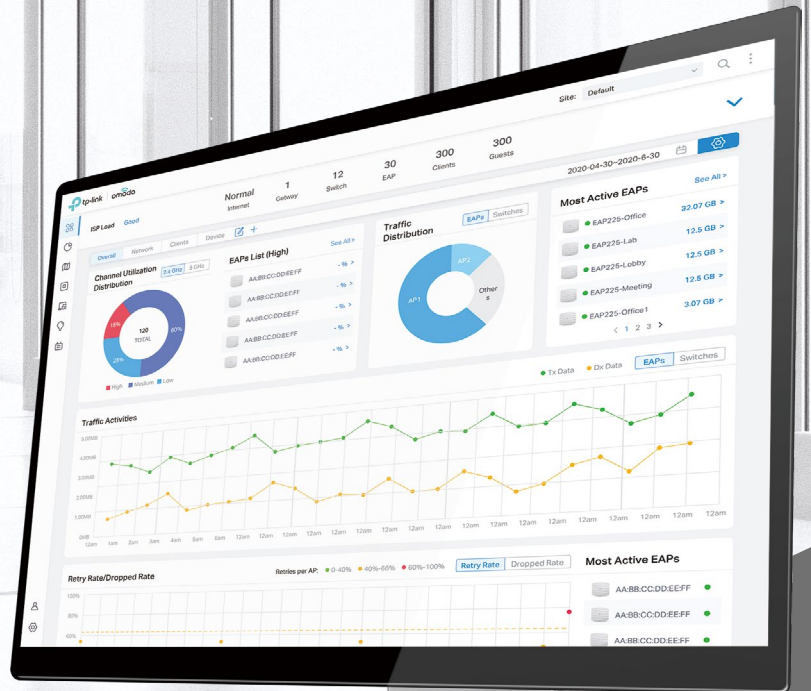 Site: Default
tp-link omada
Normal
Internet
1
Gatway
12
Switch
30
EAP
300
Clients
300
Guests
2020-04-30~2020-6-30
ISP Load Good
Overall Network Clients Device
Channel Utilization
Distribution
2.4 GHz 5 GHz
120
TOTAL
60%
15%
25%
High Medium Low
EAPs List (High)
See All >
AA:BB:CC:DD:EE:FF - % >
AA:BB:CC:DD:EE:FF - % >
AA:BB:CC:DD:EE:FF - % >
AA:BB:CC:DD:EE:FF - % >
AA:BB:CC:DD:EE:FF - % >
Traffic
Distribution
EAPs Switches
AP1
AP2
Other
s
Most Active EAPs
See All >
EAP225-Office 32.07 GB >
EAP225-Lab 12.5 GB >
EAP225-Lobby 12.5 GB >
EAP225-Meeting 12.5 GB >
EAP225-Office1 3.07 GB >
< 1 2 3 >
Traffic Activities
Tx Data Dx Data EAPs Switches
5.00MB
4.00MB
3.00MB
2.00MB
1.00MB
0MB
12am 1am 2am 3am 4am 5am 6am 12am 12am 12am 12am 12am 12am 12am 12am 12am 12am 12am 12am 12am 12am 12am 12am 12am
Retry Rate/Dropped Rate
Retries per AP: 0-40% 40%-60% 60%-100%
Retry Rate Dropped Rate
100%
80%
60%
Most Active EAPs
AA:BB:CC:DD:EE:FF
AA:BB:CC:DD:EE:FF
AA:BB:CC:DD:EE:FF